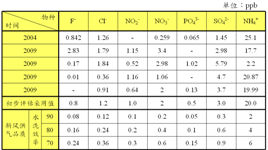 单位：ppb
物种
时间
F⁻ Cl⁻ NO₂⁻ NO₃⁻ PO₄³⁻ SO₄²⁻ NH₄⁺
2004 0.842 1.26 - 0.259 0.065 1.45 25.1
2009 2.83 1.79 1.15 3.4 - 2.98 17.7
2009 0.17 1.84 0.52 2.98 1.02 5.79 2.2
2009 0.01 0.36 1.16 1.06 - 4.7 20.87
2009 - 0.91 0.64 2 0.13 3.7 19.99
初步评估采用值 0.8 1.2 1.0 2 0.5 3.0 20.0
新风供气品质
水洗效率
90 0.08 0.12 0.1 0.2 0.05 0.3 2
80 0.16 0.24 0.2 0.4 0.1 0.6 4
70 0.24 0.36 0.3 0.6 0.15 0.9 6